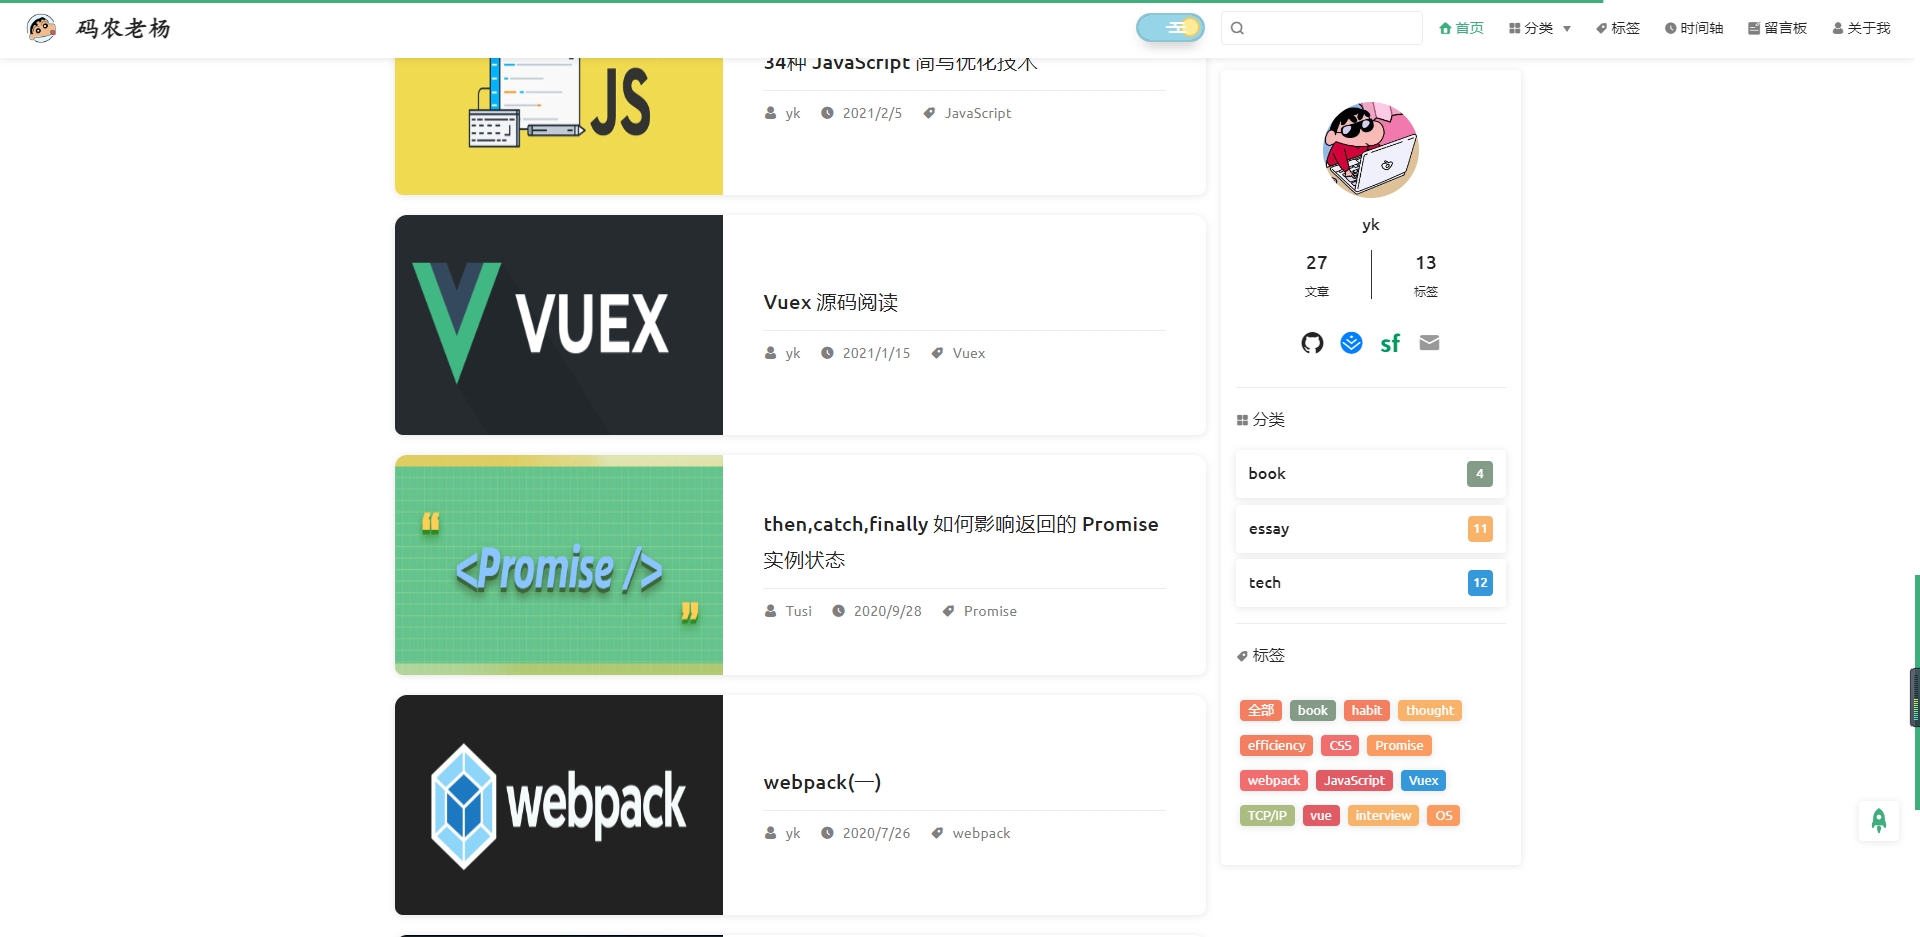 码农老杨
首页
分类
标签
时间轴
留言板
关于我
34种 JavaScript 简写优化技术
yk 2021/2/5 JavaScript
JS
VUEX
Vuex 源码阅读
yk 2021/1/15 Vuex
<Promise />
then,catch,finally 如何影响返回的 Promise
实例状态
Tusi 2020/9/28 Promise
webpack
webpack(一)
yk 2020/7/26 webpack
yk
27 13
文章 标签
sf
分类
book 4
essay 11
tech 12
标签
全部 book habit thought
efficiency CSS Promise
webpack JavaScript Vuex
TCP/IP vue interview OS